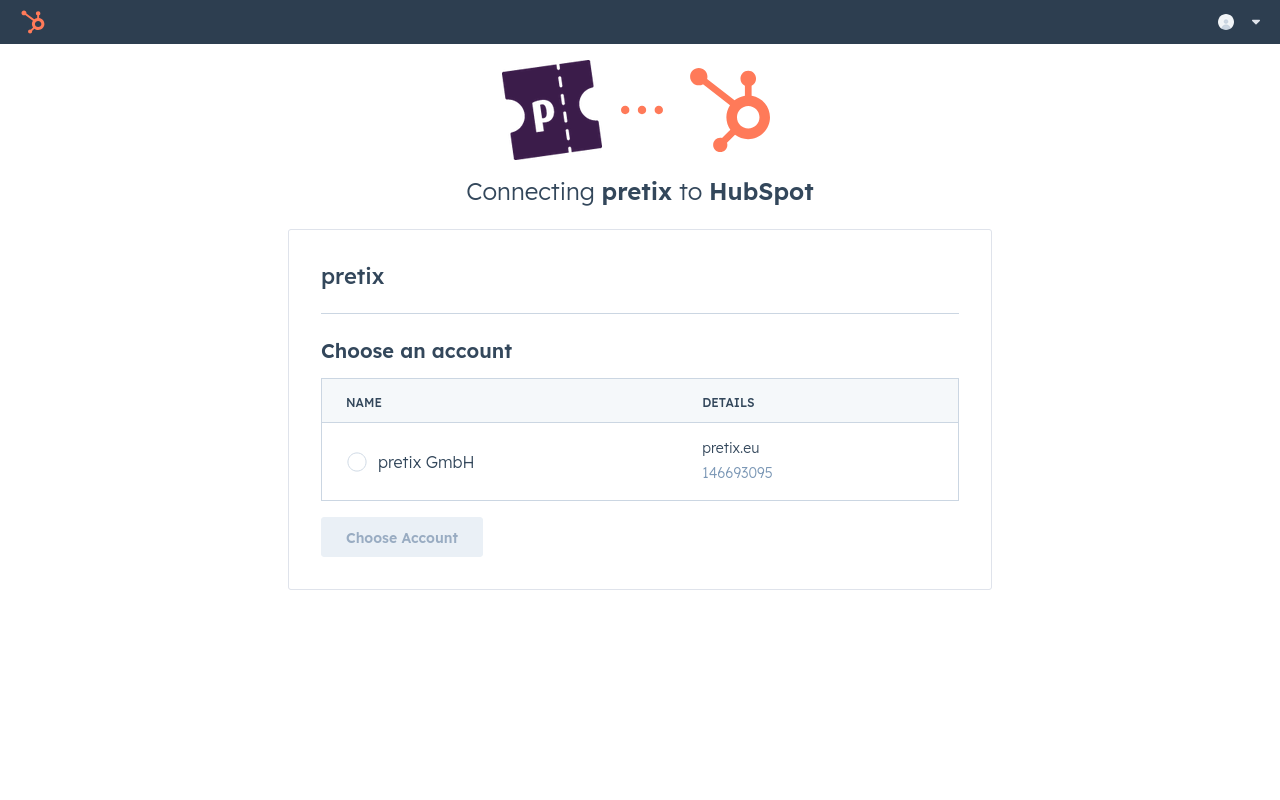 p
Connecting pretix to HubSpot
pretix
Choose an account
NAME DETAILS
pretix GmbH
pretix.eu
146693095
Choose Account